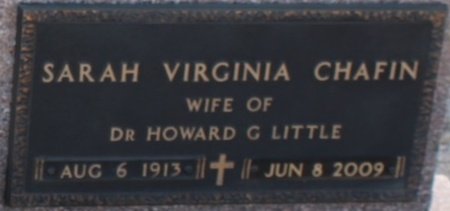 SARAH VIRGINIA CHAFIN
WIFE OF
DR HOWARD G LITTLE
AUG 6 1913 JUN 8 2009